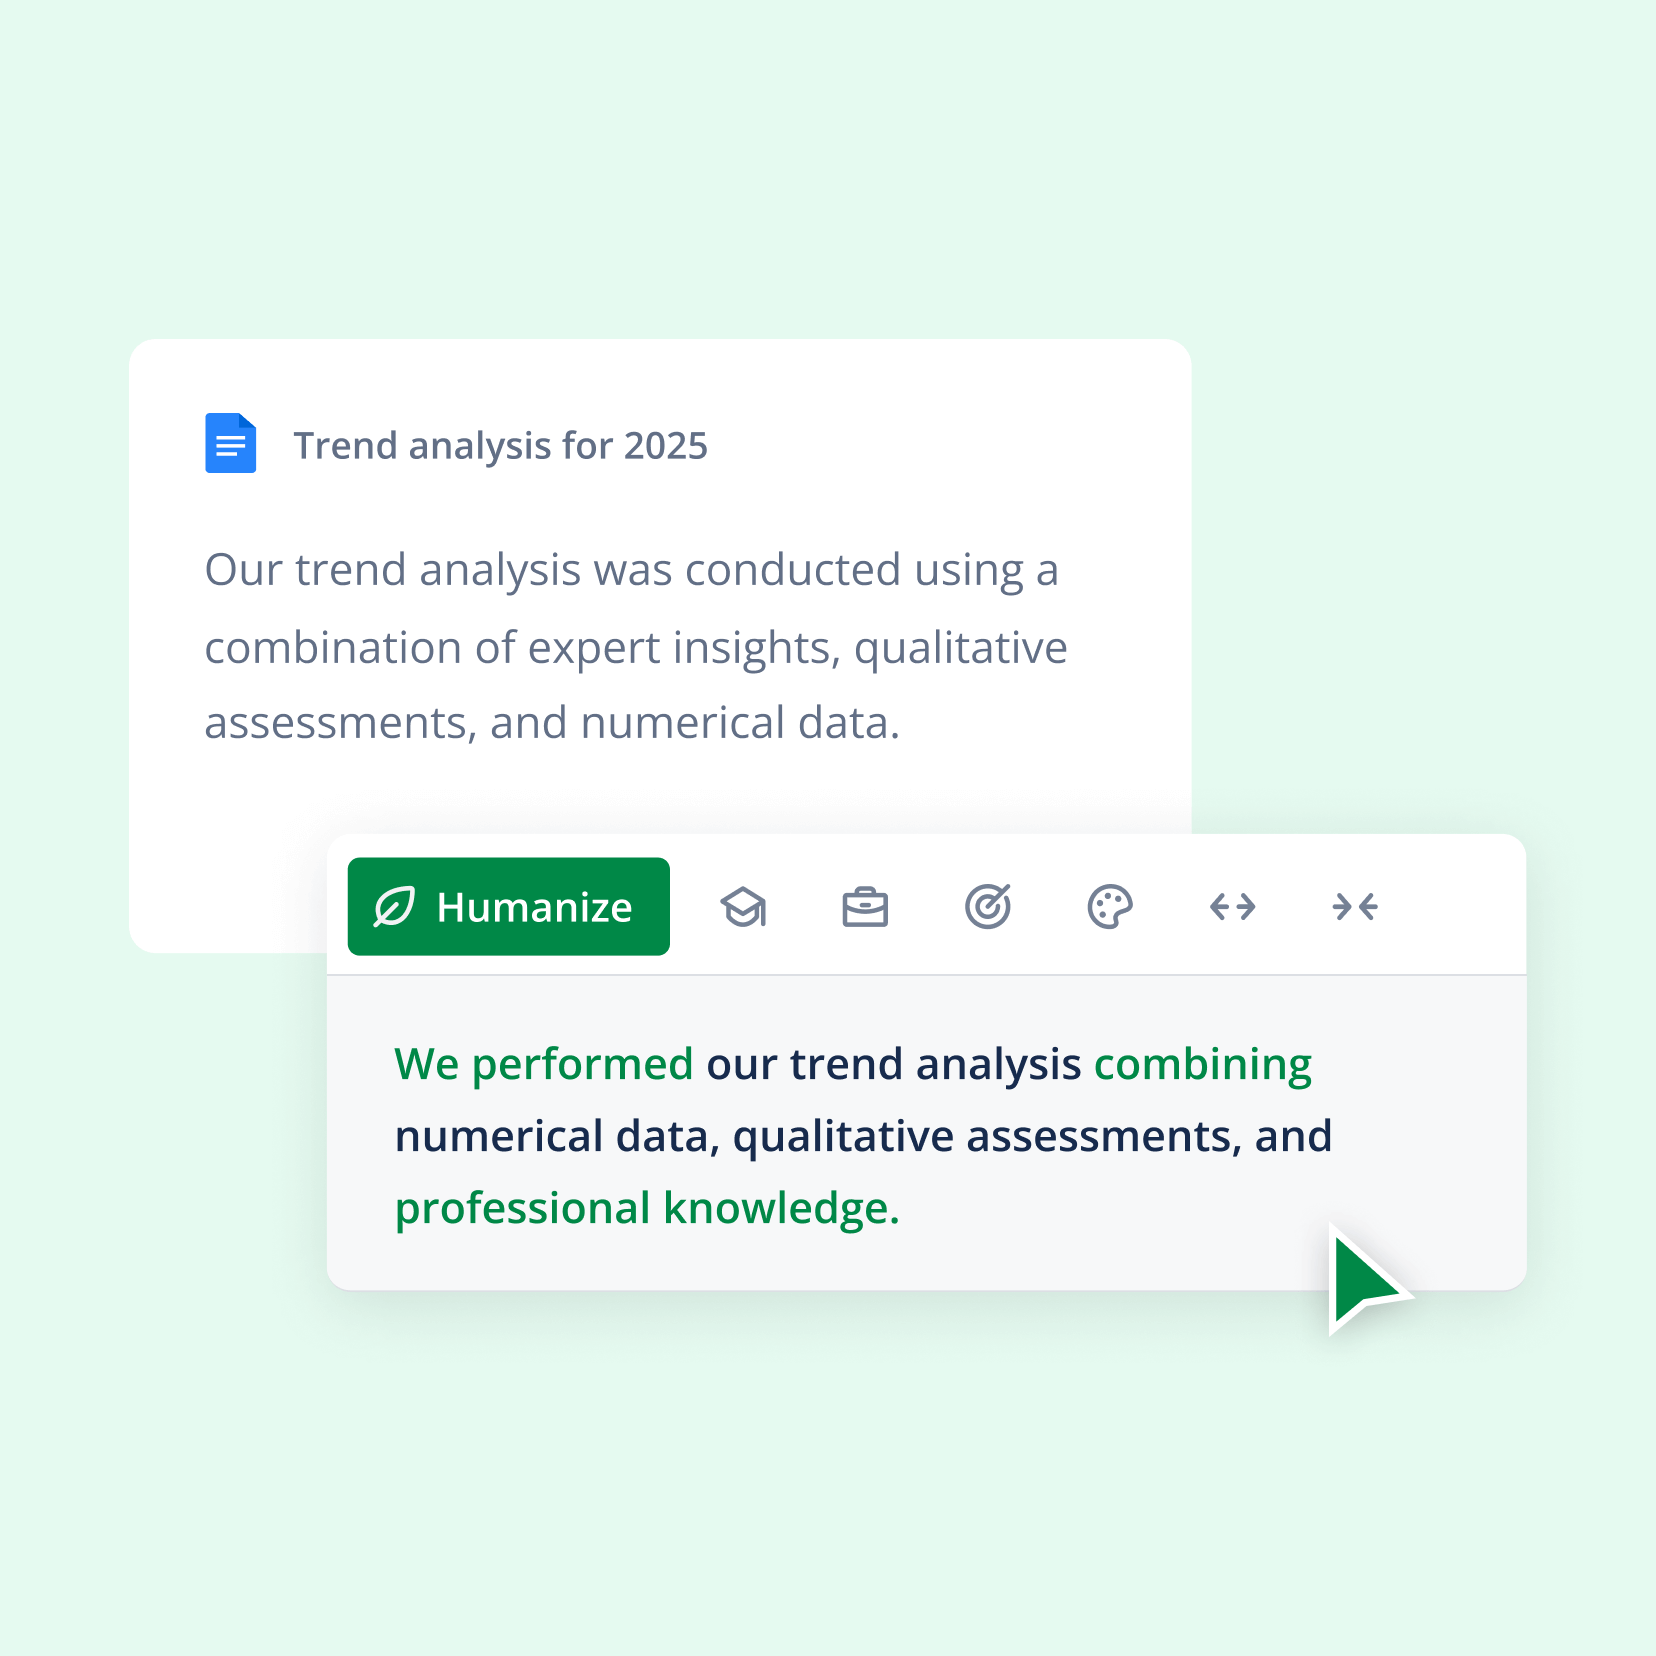 Trend analysis for 2025
Our trend analysis was conducted using a
combination of expert insights, qualitative
assessments, and numerical data.
Humanize
We performed our trend analysis combining
numerical data, qualitative assessments, and
professional knowledge.